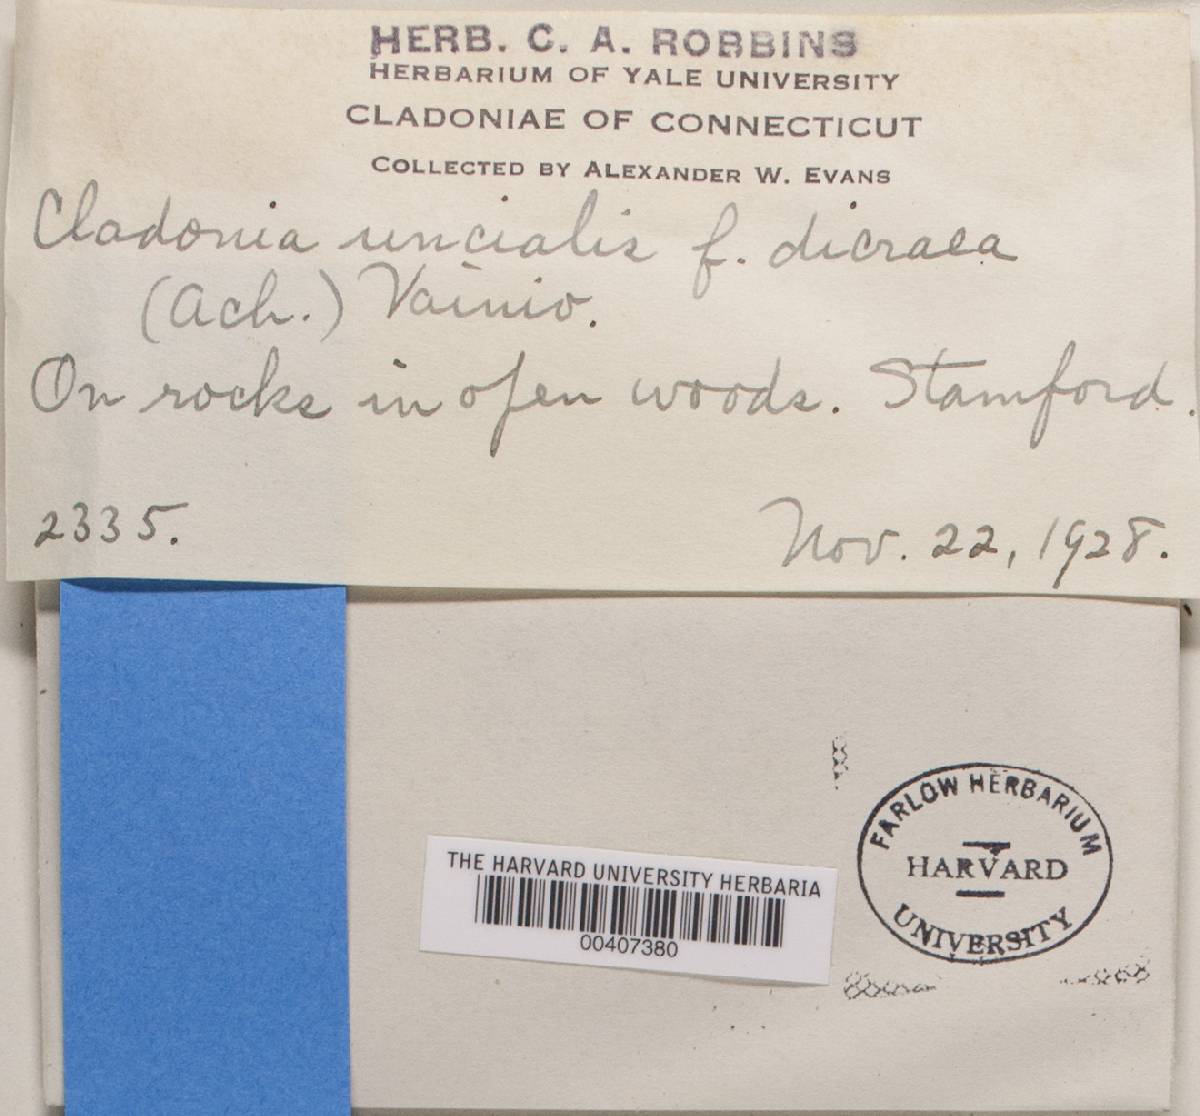 HERB. C. A. ROBBINS
HERBARIUM OF YALE UNIVERSITY
CLADONIAE OF CONNECTICUT
COLLECTED BY ALEXANDER W. EVANS
Cladonia uncialis f. dicraea
(Ach.) Vainio.
On rocks in open woods. Stamford.
2335. Nov. 22, 1928.
THE HARVARD UNIVERSITY HERBARIA
00407380
FARLOW HERBARIUM
HARVARD
UNIVERSITY